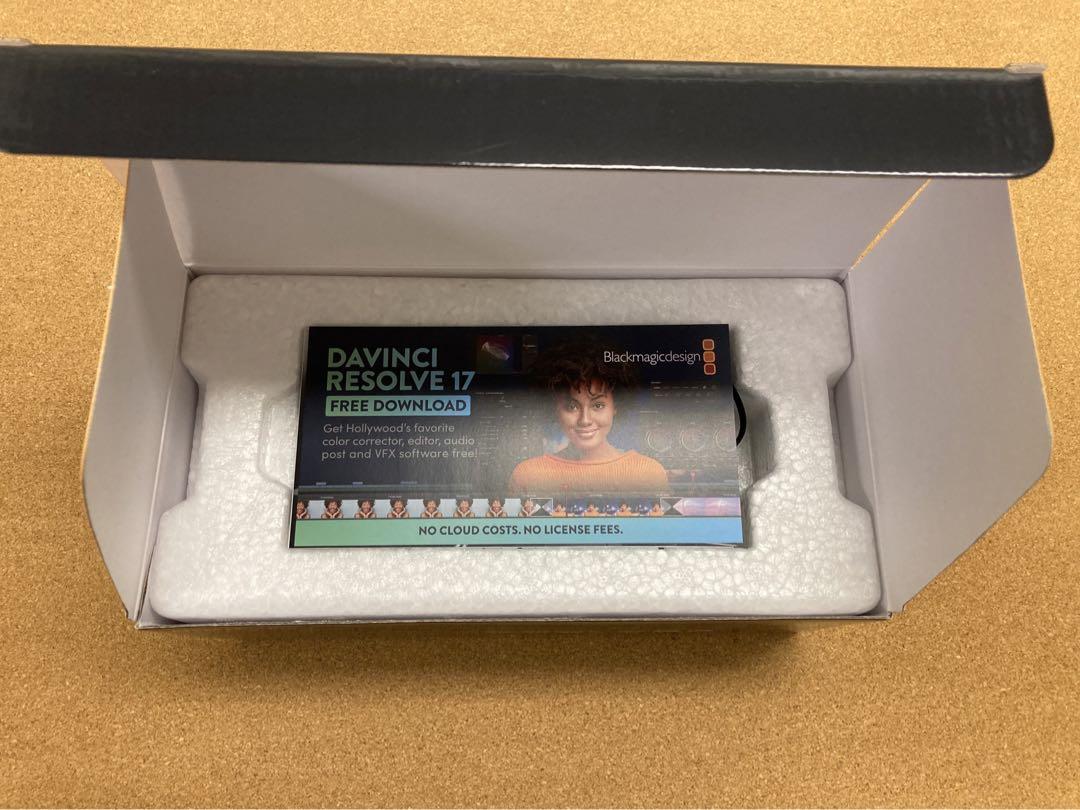 DAVINCI
RESOLVE 17
FREE DOWNLOAD
Get Hollywood's favorite
color corrector, editor, audio
post and VFX software free!
Blackmagicdesign
NO CLOUD COSTS. NO LICENSE FEES.